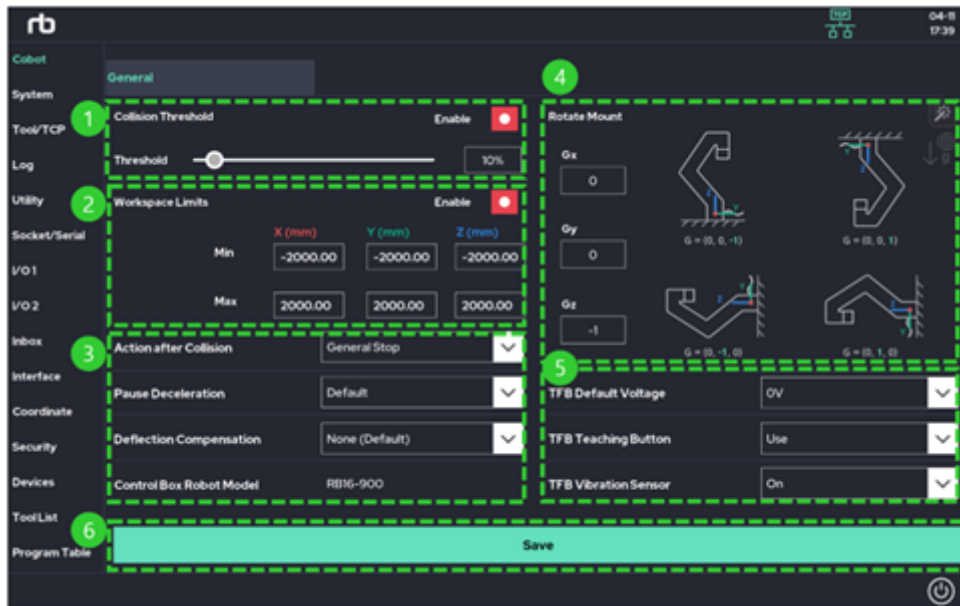 rb
TCP
04-11
17:39
Cobot
System
Tool/TCP
Log
Utility
Socket/Serial
I/O 1
I/O 2
Inbox
Interface
Coordinate
Security
Devices
Tool List
Program Table
General
1
Collision Threshold Enable
Threshold 10%
2
Workspace Limits Enable
X (mm) Y (mm) Z (mm)
Min -2000.00 -2000.00 -2000.00
Max 2000.00 2000.00 2000.00
3
Action after Collision General Stop
Pause Deceleration Default
Deflection Compensation None (Default)
Control Box Robot Model RB16-900
4
Rotate Mount
g
Gx
0
Gy
0
Gz
-1
Z Y
Z Y
G = (0, 0, -1) G = (0, 0, 1)
Z Y
Z Y
G = (0, -1, 0) G = (0, 1, 0)
5
TFB Default Voltage 0V
TFB Teaching Button Use
TFB Vibration Sensor On
6
Save